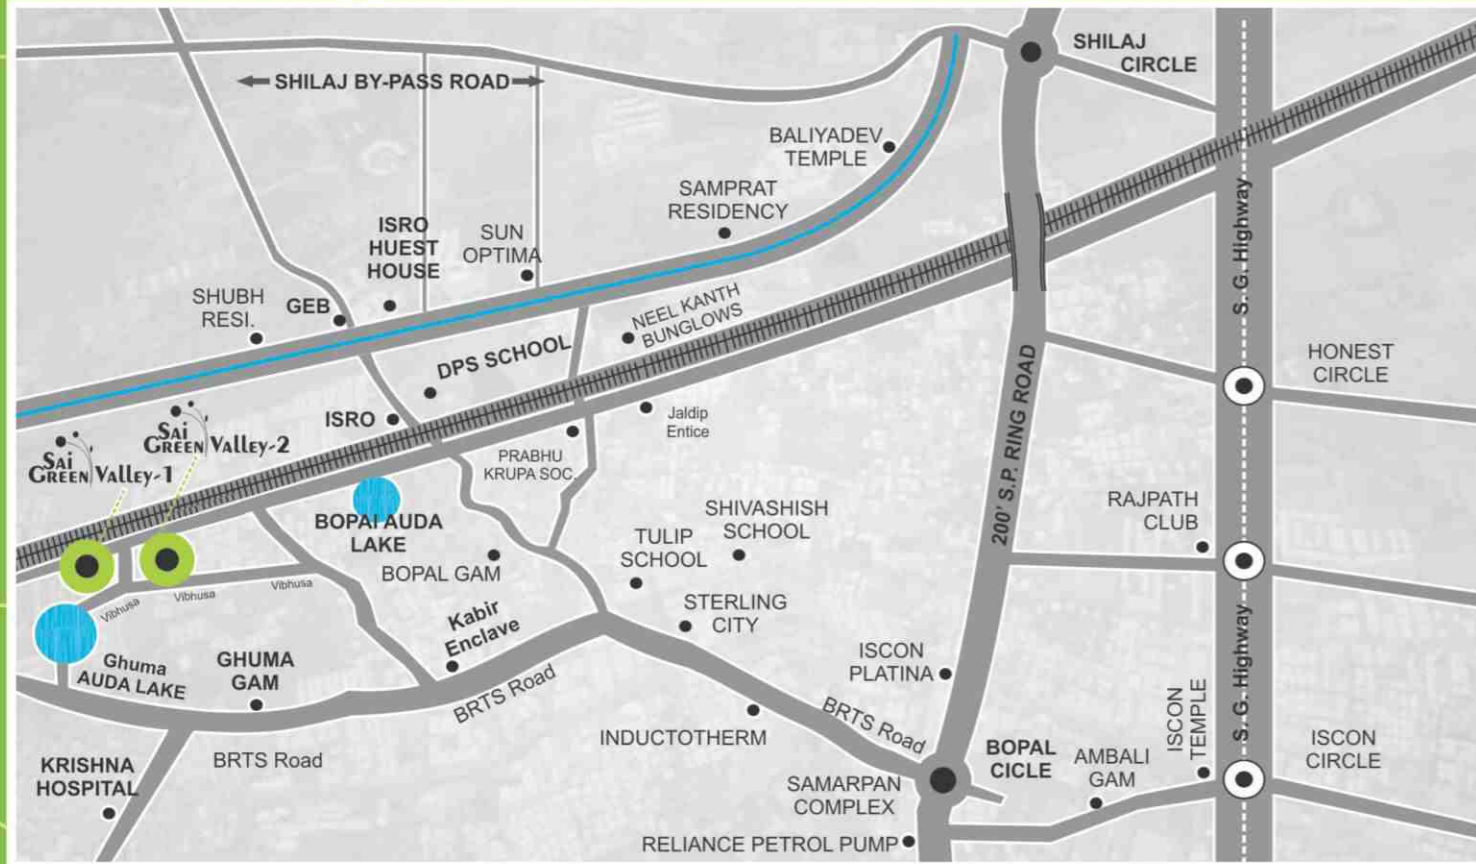 SHILAJ
CIRCLE
SHILAJ BY-PASS ROAD
BALIYADEV
TEMPLE
SAMPRAT
RESIDENCY
S. G. Highway
ISRO
HUEST
HOUSE
SUN
OPTIMA
SHUBH
RESI.
GEB
NEEL KANTH
BUNGLOWS
DPS SCHOOL
HONEST
CIRCLE
ISRO
Jaldip
Entice
200' S.P. RING ROAD
SAi
GREEN VALLEY-2
SAi
GREEN VALLEY-1
PRABHU
KRUPA SOC.
BOPAl AUDA
LAKE
RAJPATH
CLUB
SHIVASHISH
SCHOOL
TULIP
SCHOOL
BOPAL GAM
Vibhusa
Vibhusa
Vibhusa
Kabir
Enclave
STERLING
CITY
Ghuma
AUDA LAKE
GHUMA
GAM
ISCON
PLATINA
S. G. Highway
ISCON
TEMPLE
BRTS Road
BRTS Road
INDUCTOTHERM
BRTS Road
BOPAL
CICLE
AMBALI
GAM
ISCON
CIRCLE
KRISHNA
HOSPITAL
SAMARPAN
COMPLEX
RELIANCE PETROL PUMP